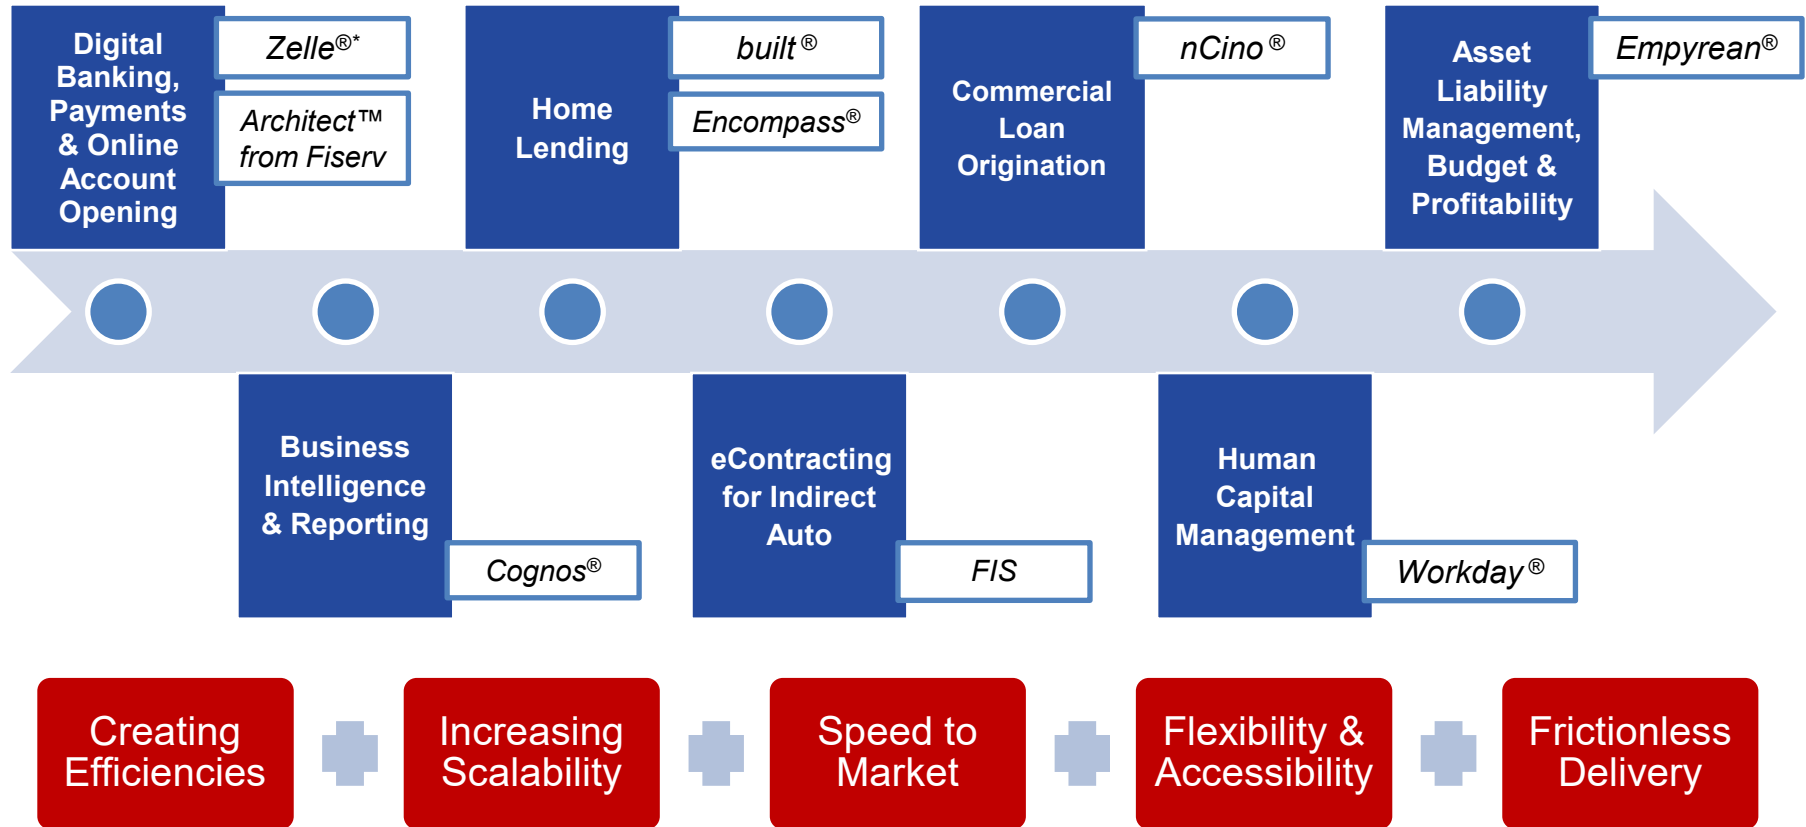 Digital
Banking,
Payments
& Online
Account
Opening
Zelle®*
Architect™
from Fiserv
Home
Lending
built ®
Encompass®
Commercial
Loan
Origination
nCino ®
Asset
Liability
Management,
Budget &
Profitability
Empyrean®
Business
Intelligence
& Reporting
Cognos®
eContracting
for Indirect
Auto
FIS
Human
Capital
Management
Workday ®
Creating
Efficiencies
Increasing
Scalability
Speed to
Market
Flexibility &
Accessibility
Frictionless
Delivery